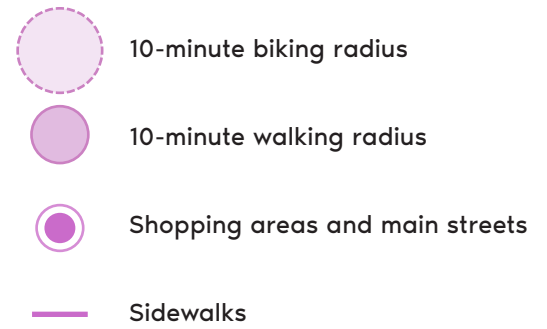 10-minute biking radius
10-minute walking radius
Shopping areas and main streets
Sidewalks